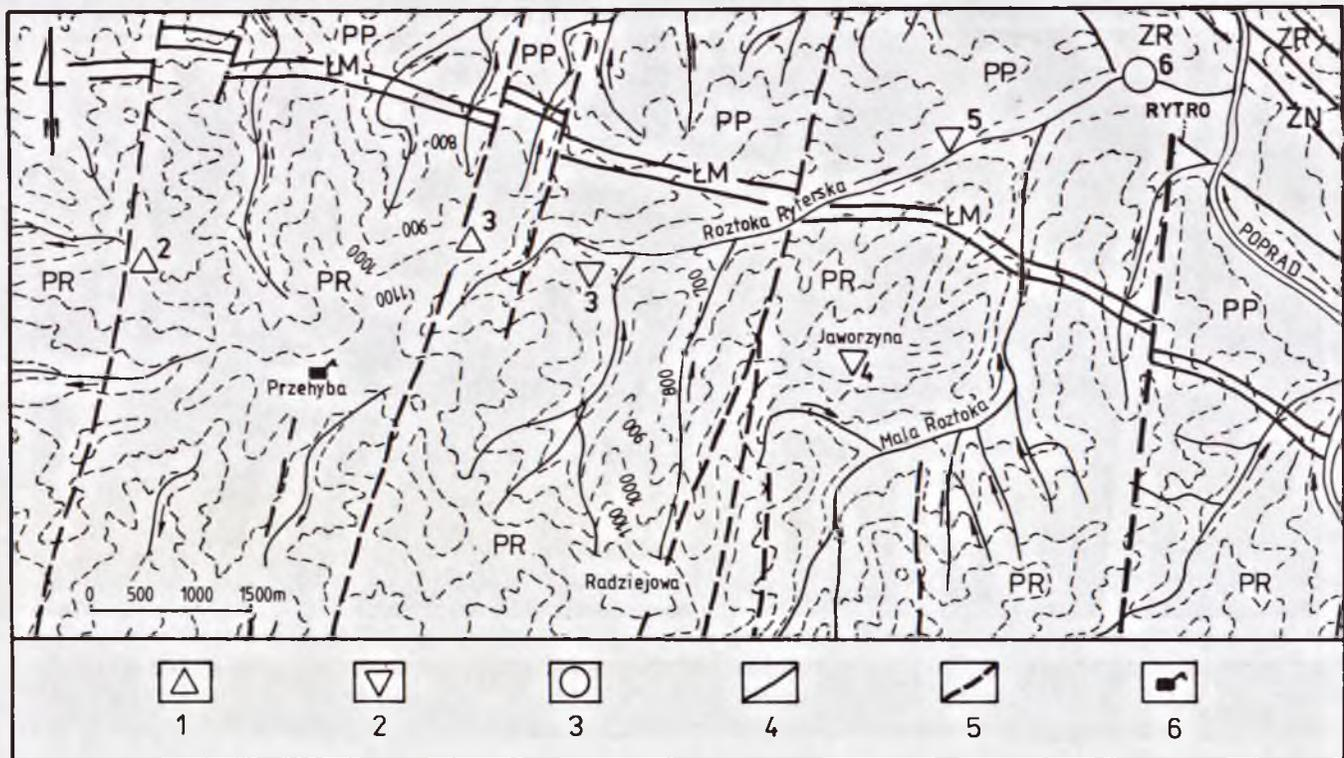 PP
ŁM
PP
PP
ZR
6
ZR
PP
ZN
RYTRO
800
5
ŁM
Roztoka Ryterska
ŁM
POPRAD
3
900
2
1000
PR
PR
1100
3
700
PR
PP
Jaworzyna
4
Przehyba
800
Mała Roztoka
900
1000
1100
PR
Radziejowa
PR
PR
0 500 1000 1500m
1 2 3 4 5 6